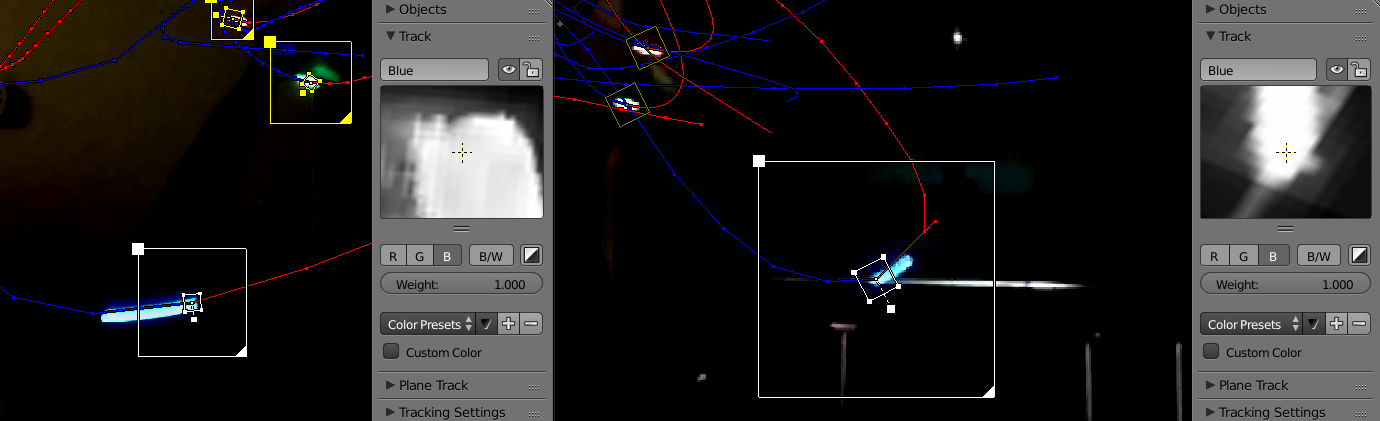 Objects
Track
Blue
R G B B/W
Weight: 1.000
Color Presets
Custom Color
Plane Track
Tracking Settings
Objects
Track
Blue
R G B B/W
Weight: 1.000
Color Presets
Custom Color
Plane Track
Tracking Settings